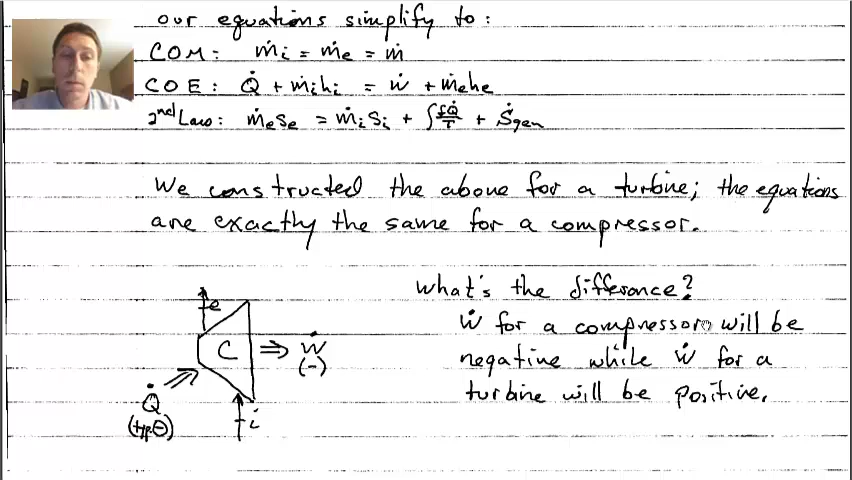 our equations simplify to:
COM: ṁi = ṁe = ṁ
COE: Q̇ + ṁihi = Ẇ + ṁehe
2nd Law: ṁese = ṁisi + ∫δQ̇/T + Ṡgen
We constructed the above for a turbine; the equations
are exactly the same for a compressor.
What's the difference?
Ẇ for a compressor will be
negative while Ẇ for a
turbine will be positive.
e
C ⇒ Ẇ
(-)
Q̇
(typ. ⊖)
i